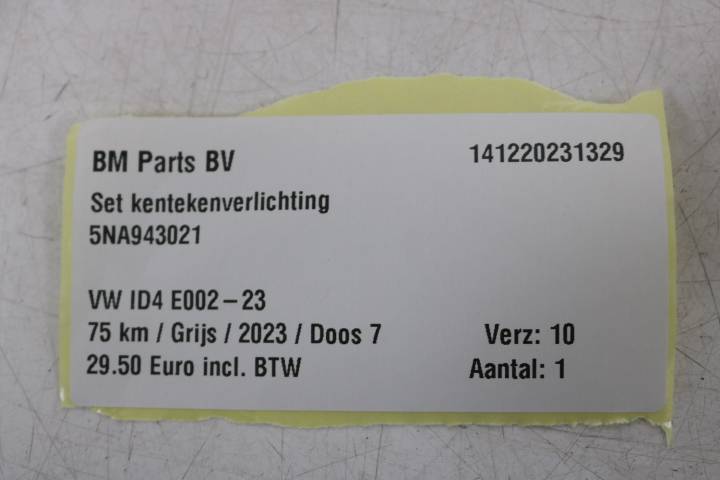 BM Parts BV 141220231329
Set kentekenverlichting
5NA943021
VW ID4 E002-23
75 km / Grijs / 2023 / Doos 7 Verz: 10
29.50 Euro incl. BTW Aantal: 1